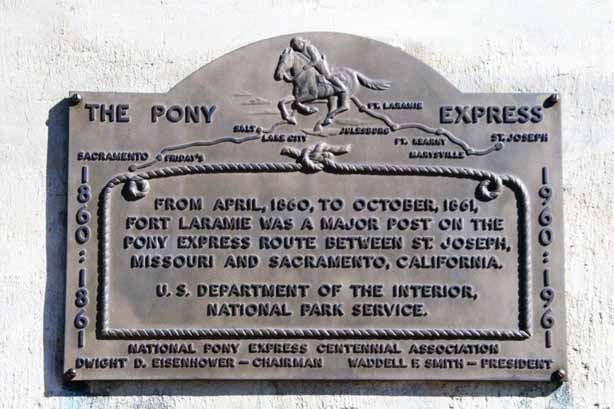 THE PONY EXPRESS
FT. LARAMIE
SALT LAKE CITY
JULESBURG
FT. KEARNY
MARYSVILLE
ST. JOSEPH
SACRAMENTO
FRIDAY'S
1860:1861
1960:1961
FROM APRIL, 1860, TO OCTOBER, 1861,
FORT LARAMIE WAS A MAJOR POST ON THE
PONY EXPRESS ROUTE BETWEEN ST. JOSEPH,
MISSOURI AND SACRAMENTO, CALIFORNIA.
U.S. DEPARTMENT OF THE INTERIOR,
NATIONAL PARK SERVICE.
NATIONAL PONY EXPRESS CENTENNIAL ASSOCIATION
DWIGHT D. EISENHOWER — CHAIRMAN WADDELL F. SMITH — PRESIDENT